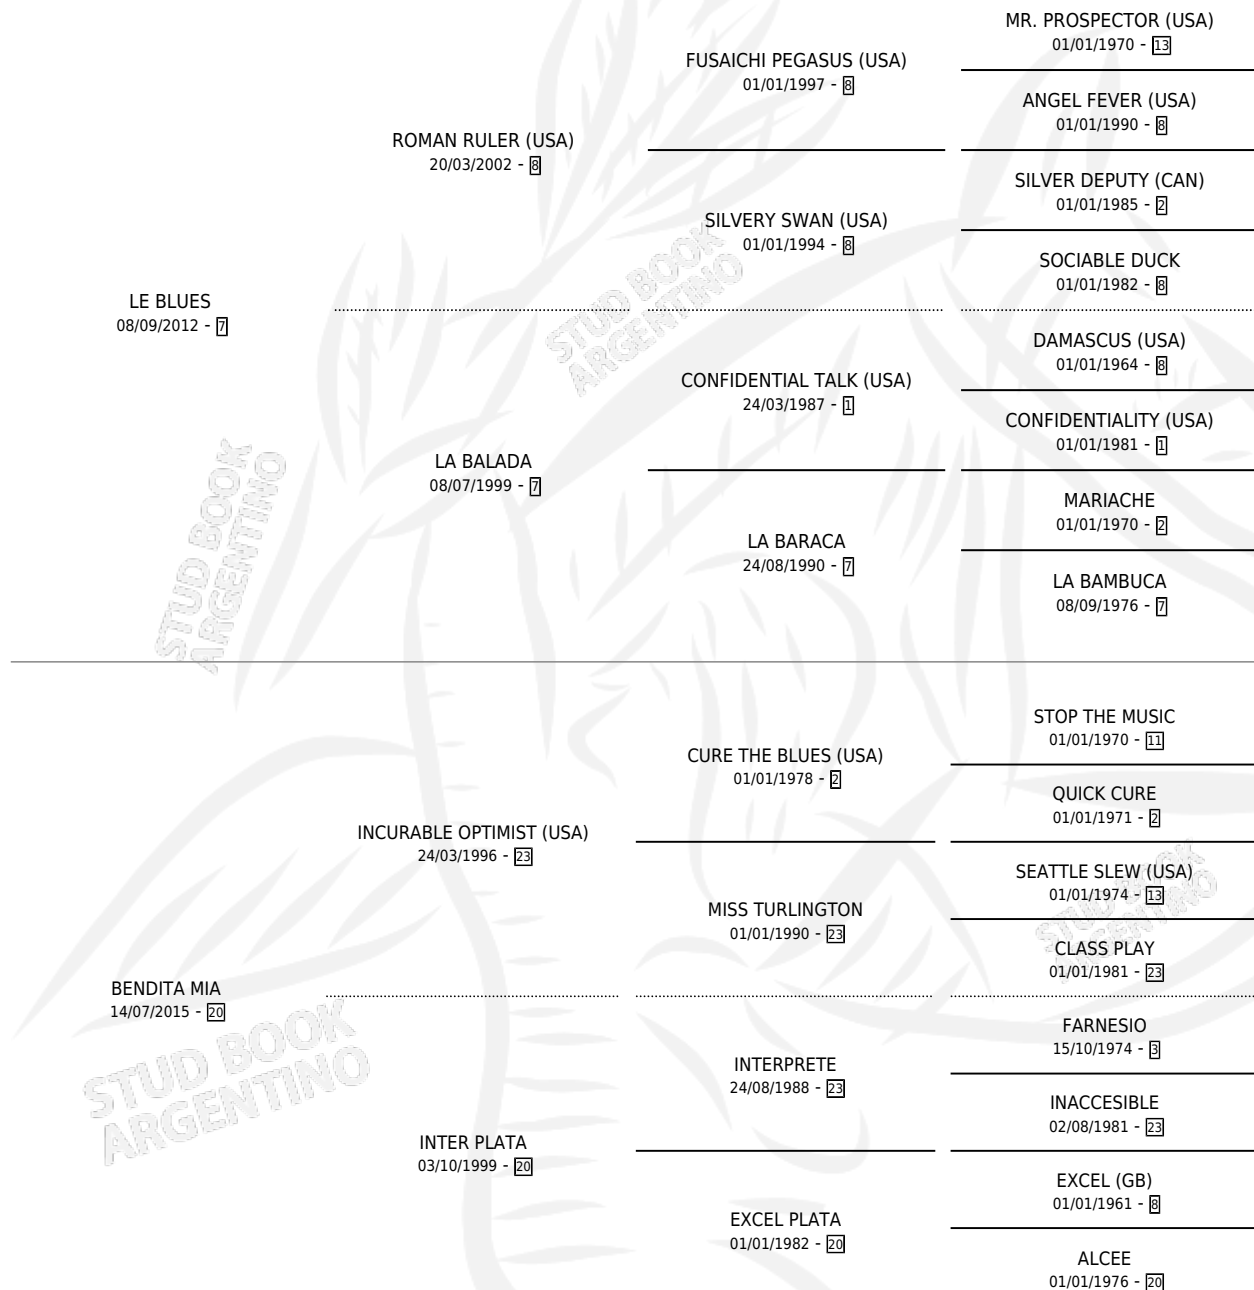 MR. PROSPECTOR (USA)
01/01/1970 - 13
FUSAICHI PEGASUS (USA)
01/01/1997 - 8
ANGEL FEVER (USA)
01/01/1990 - 8
ROMAN RULER (USA)
20/03/2002 - 8
SILVER DEPUTY (CAN)
01/01/1985 - 2
SILVERY SWAN (USA)
01/01/1994 - 8
SOCIABLE DUCK
01/01/1982 - 8
STUD BOOK
ARGENTINO
LE BLUES
08/09/2012 - 7
DAMASCUS (USA)
01/01/1964 - 8
CONFIDENTIAL TALK (USA)
24/03/1987 - 1
CONFIDENTIALITY (USA)
01/01/1981 - 1
LA BALADA
08/07/1999 - 7
MARIACHE
01/01/1970 - 2
LA BARACA
24/08/1990 - 7
LA BAMBUCA
08/09/1976 - 7
STUD BOOK
ARGENTINO
STOP THE MUSIC
01/01/1970 - 11
CURE THE BLUES (USA)
01/01/1978 - 2
QUICK CURE
01/01/1971 - 2
INCURABLE OPTIMIST (USA)
24/03/1996 - 23
SEATTLE SLEW (USA)
01/01/1974 - 13
MISS TURLINGTON
01/01/1990 - 23
STUD BOOK
ARGENTINO
CLASS PLAY
01/01/1981 - 23
BENDITA MIA
14/07/2015 - 20
FARNESIO
15/10/1974 - 3
INTERPRETE
24/08/1988 - 23
STUD BOOK
ARGENTINO
INACCESIBLE
02/08/1981 - 23
INTER PLATA
03/10/1999 - 20
EXCEL (GB)
01/01/1961 - 8
EXCEL PLATA
01/01/1982 - 20
ALCEE
01/01/1976 - 20